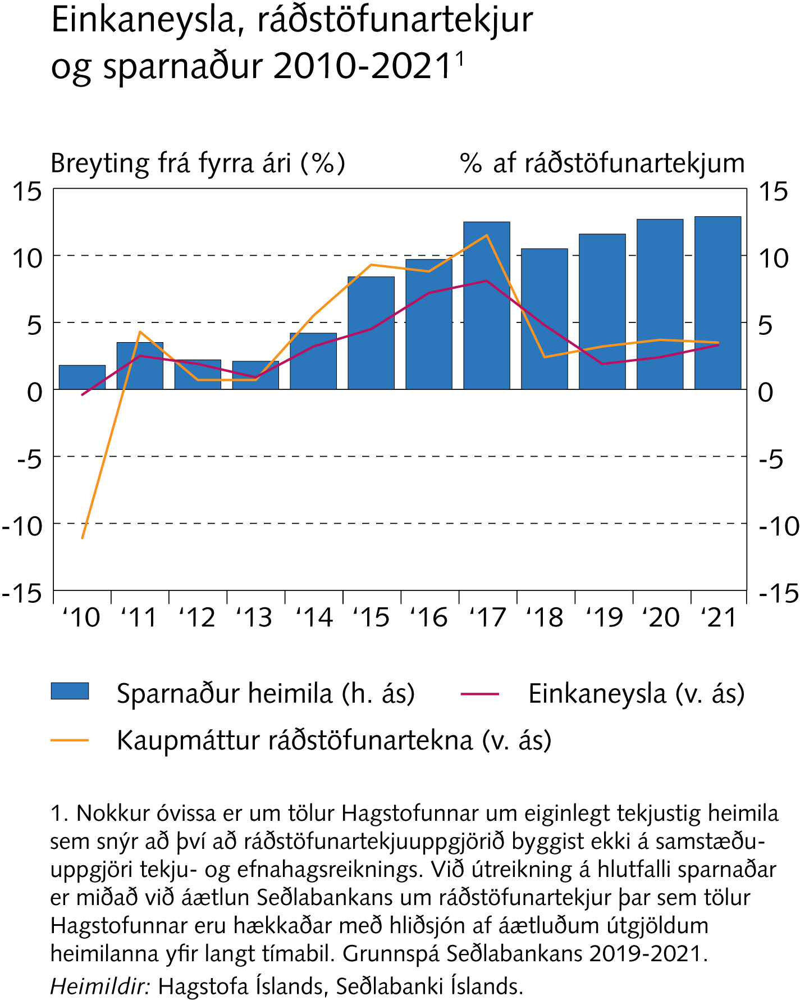 Einkaneysla, ráðstöfunartekjur
og sparnaður 2010-2021¹
Breyting frá fyrra ári (%)
% af ráðstöfunartekjum
15 15
10 10
5 5
0 0
-5 -5
-10 -10
-15 -15
‘10 ‘11 ‘12 ‘13 ‘14 ‘15 ‘16 ‘17 ‘18 ‘19 ‘20 ‘21
Sparnaður heimila (h. ás) Einkaneysla (v. ás)
Kaupmáttur ráðstöfunartekna (v. ás)
1. Nokkur óvissa er um tölur Hagstofunnar um eiginlegt tekjustig heimila
sem snýr að því að ráðstöfunartekjuuppgjörið byggist ekki á samstæðu-
uppgjöri tekju- og efnahagsreiknings. Við útreikning á hlutfalli sparnaðar
er miðað við áætlun Seðlabankans um ráðstöfunartekjur þar sem tölur
Hagstofunnar eru hækkaðar með hliðsjón af áætluðum útgjöldum
heimilanna yfir langt tímabil. Grunnspá Seðlabankans 2019-2021.
Heimildir: Hagstofa Íslands, Seðlabanki Íslands.